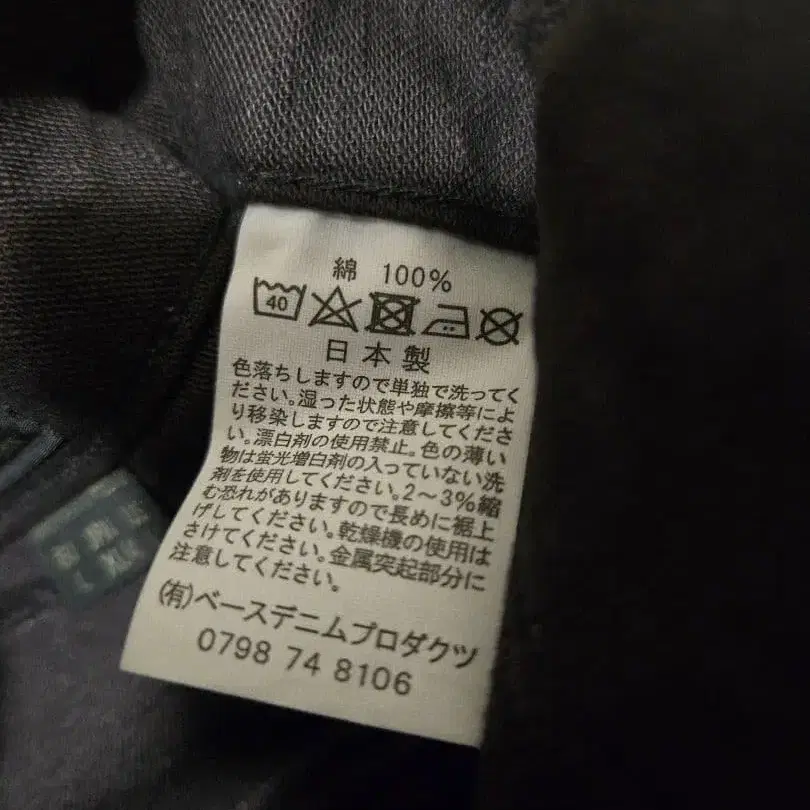 綿 100%
40
日本製
色落ちしますので単独で洗ってく
ださい。湿った状態や摩擦等によ
り移染しますので注意してくださ
い。漂白剤の使用禁止。色の薄い
物は蛍光増白剤の入っていない洗
剤を使用してください。2～3%縮
む恐れがありますので長めに裾上
げしてください。乾燥機の使用は
さけてください。金属突起部分に
注意してください。
(有)ベースデニムプロダクツ
0798 74 8106